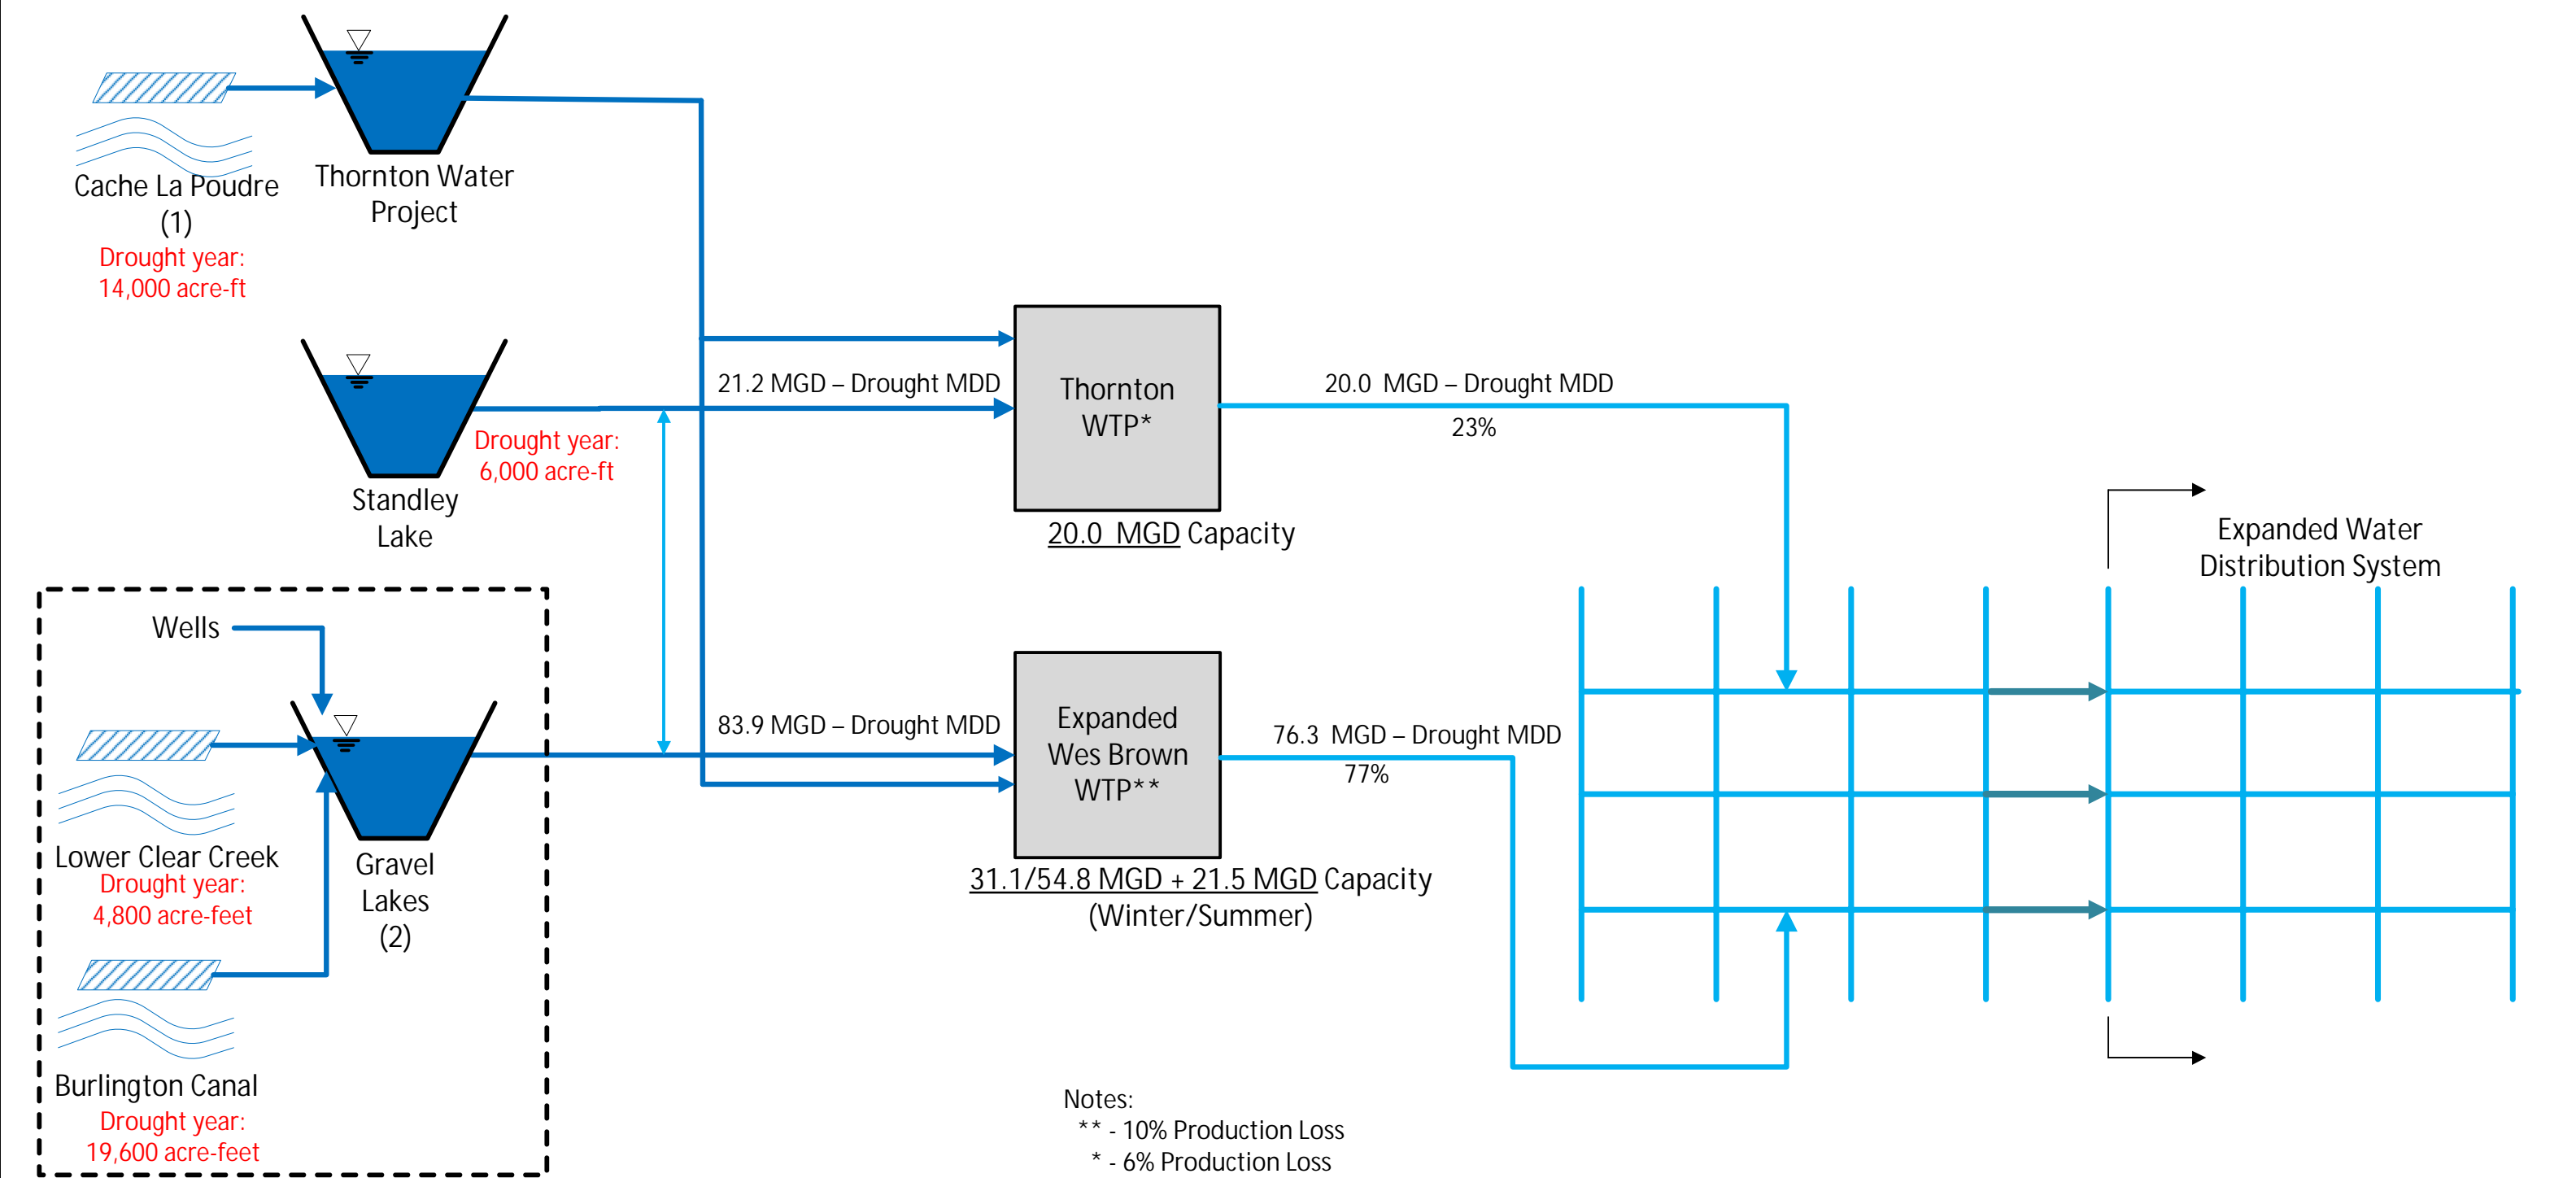 Cache La Poudre
(1)
Drought year:
14,000 acre-ft
Thornton Water
Project
21.2 MGD – Drought MDD
Drought year:
6,000 acre-ft
Standley
Lake
Thornton
WTP*
20.0 MGD Capacity
20.0 MGD – Drought MDD
23%
Expanded Water
Distribution System
Wells
Lower Clear Creek
Drought year:
4,800 acre-feet
Gravel
Lakes
(2)
Burlington Canal
Drought year:
19,600 acre-feet
83.9 MGD – Drought MDD
Expanded
Wes Brown
WTP**
31.1/54.8 MGD + 21.5 MGD Capacity
(Winter/Summer)
76.3 MGD – Drought MDD
77%
Notes:
** - 10% Production Loss
* - 6% Production Loss